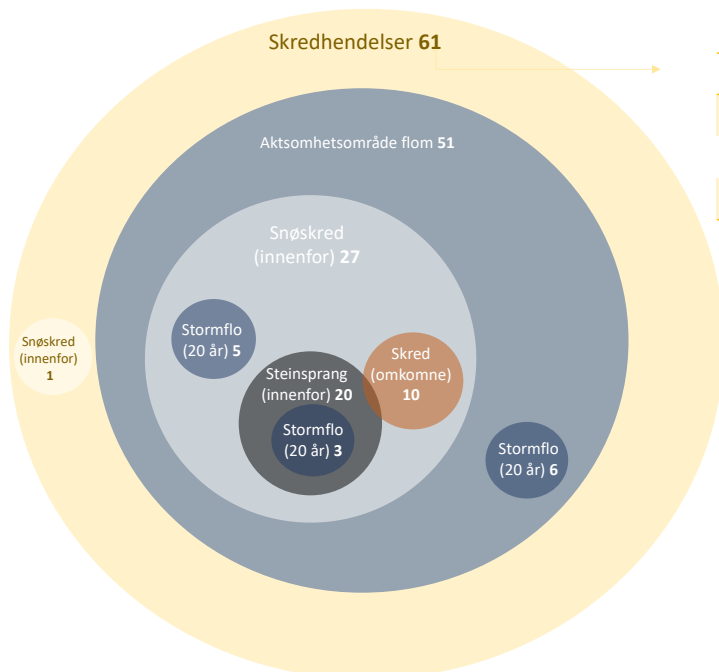 Skredhendelser 61
Aktsomhetsområde flom 51
Snøskred
(innenfor) 27
Stormflo
(20 år) 5
Snøskred
(innenfor)
1
Skred
(omkomne)
10
Steinsprang
(innenfor) 20
Stormflo
(20 år) 3
Stormflo
(20 år) 6